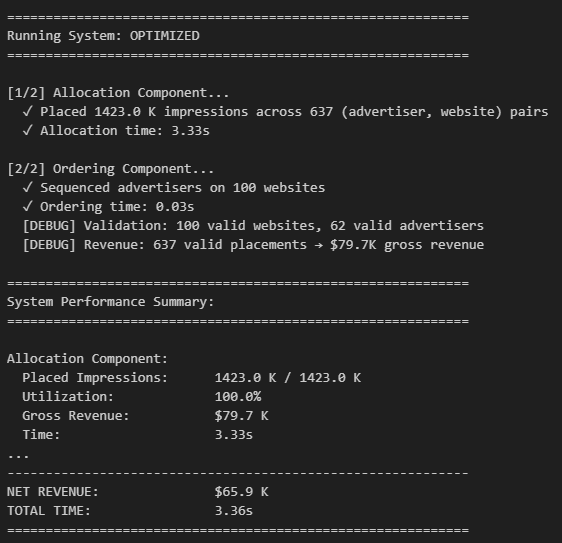 ============================================================
Running System: OPTIMIZED
============================================================
[1/2] Allocation Component...
✓ Placed 1423.0 K impressions across 637 (advertiser, website) pairs
✓ Allocation time: 3.33s
[2/2] Ordering Component...
✓ Sequenced advertisers on 100 websites
✓ Ordering time: 0.03s
[DEBUG] Validation: 100 valid websites, 62 valid advertisers
[DEBUG] Revenue: 637 valid placements → $79.7K gross revenue
============================================================
System Performance Summary:
============================================================
Allocation Component:
Placed Impressions: 1423.0 K / 1423.0 K
Utilization: 100.0%
Gross Revenue: $79.7 K
Time: 3.33s
...
------------------------------------------------------------
NET REVENUE: $65.9 K
TOTAL TIME: 3.36s
============================================================